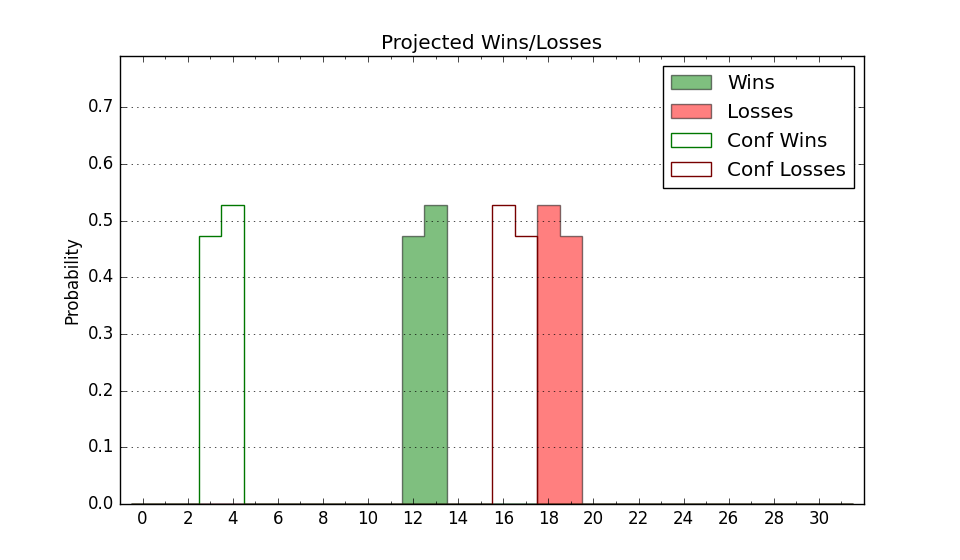 Projected Wins/Losses
Wins
Losses
Conf Wins
Conf Losses
Probability
0.7
0.6
0.5
0.4
0.3
0.2
0.1
0.0
0 2 4 6 8 10 12 14 16 18 20 22 24 26 28 30